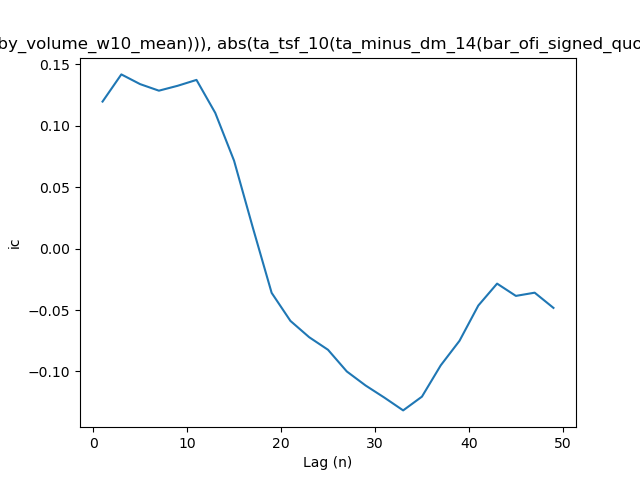 by_volume_w10_mean))), abs(ta_tsf_10(ta_minus_dm_14(bar_ofi_signed_quo
0.15
0.10
0.05
0.00
−0.05
−0.10
ic
0 10 20 30 40 50
Lag (n)